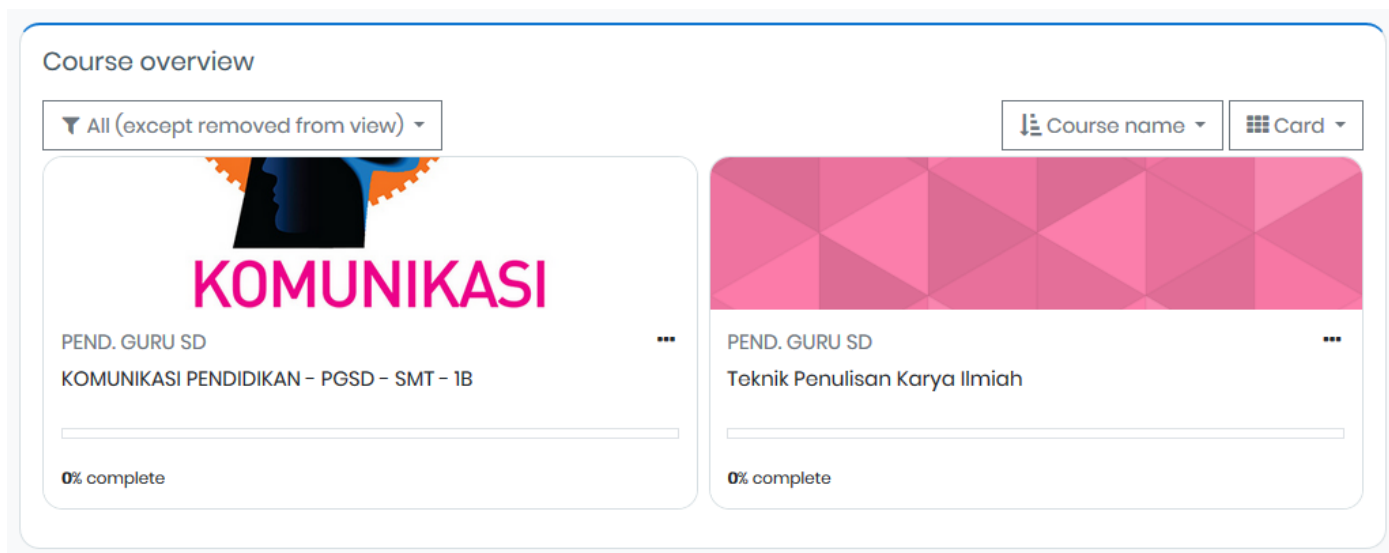 Course overview
All (except removed from view)
Course name
Card
KOMUNIKASI
PEND. GURU SD
KOMUNIKASI PENDIDIKAN - PGSD - SMT - 1B
0% complete
PEND. GURU SD
Teknik Penulisan Karya Ilmiah
0% complete